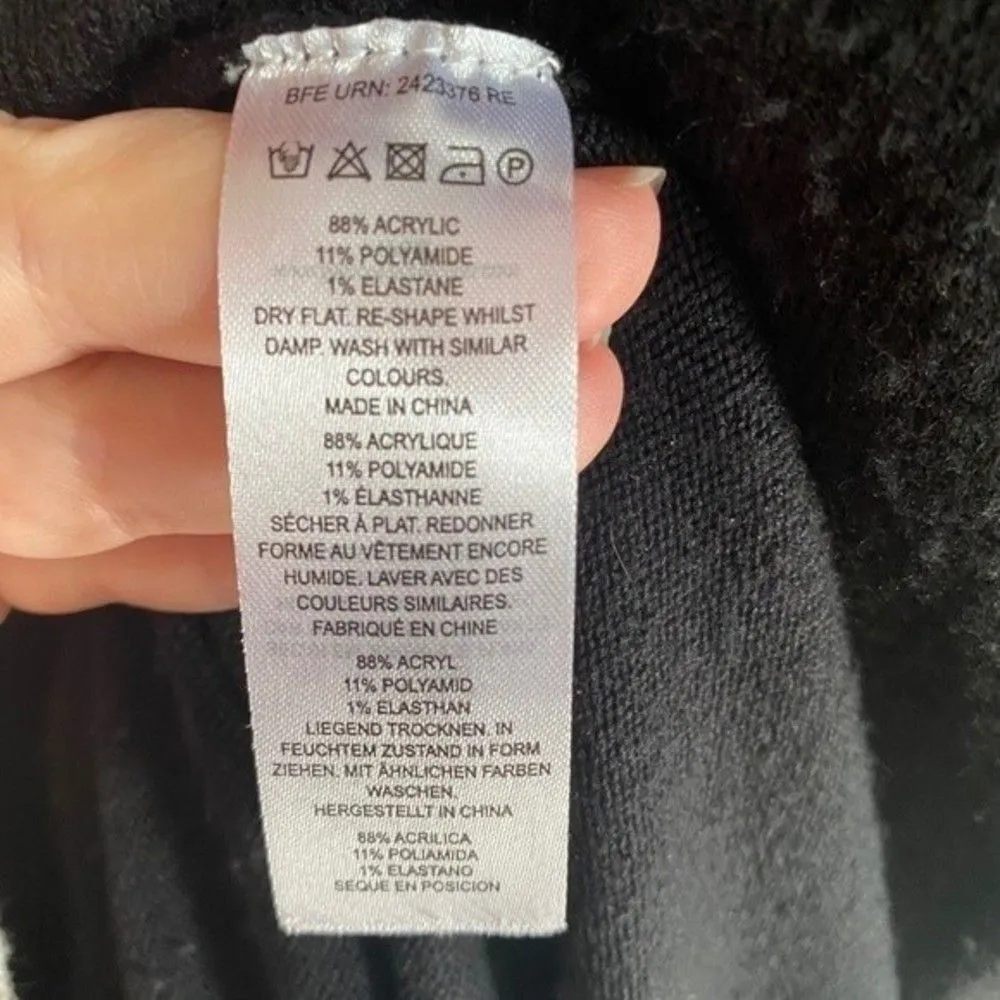 BFE URN: 2423376 RE
P
88% ACRYLIC
11% POLYAMIDE
1% ELASTANE
DRY FLAT. RE-SHAPE WHILST
DAMP. WASH WITH SIMILAR
COLOURS.
MADE IN CHINA
88% ACRYLIQUE
11% POLYAMIDE
1% ÉLASTHANNE
SÉCHER À PLAT. REDONNER
FORME AU VÊTEMENT ENCORE
HUMIDE. LAVER AVEC DES
COULEURS SIMILAIRES.
FABRIQUÉ EN CHINE
88% ACRYL
11% POLYAMID
1% ELASTHAN
LIEGEND TROCKNEN. IN
FEUCHTEM ZUSTAND IN FORM
ZIEHEN. MIT ÄHNLICHEN FARBEN
WASCHEN.
HERGESTELLT IN CHINA
88% ACRILICA
11% POLIAMIDA
1% ELASTANO
SEQUE EN POSICION